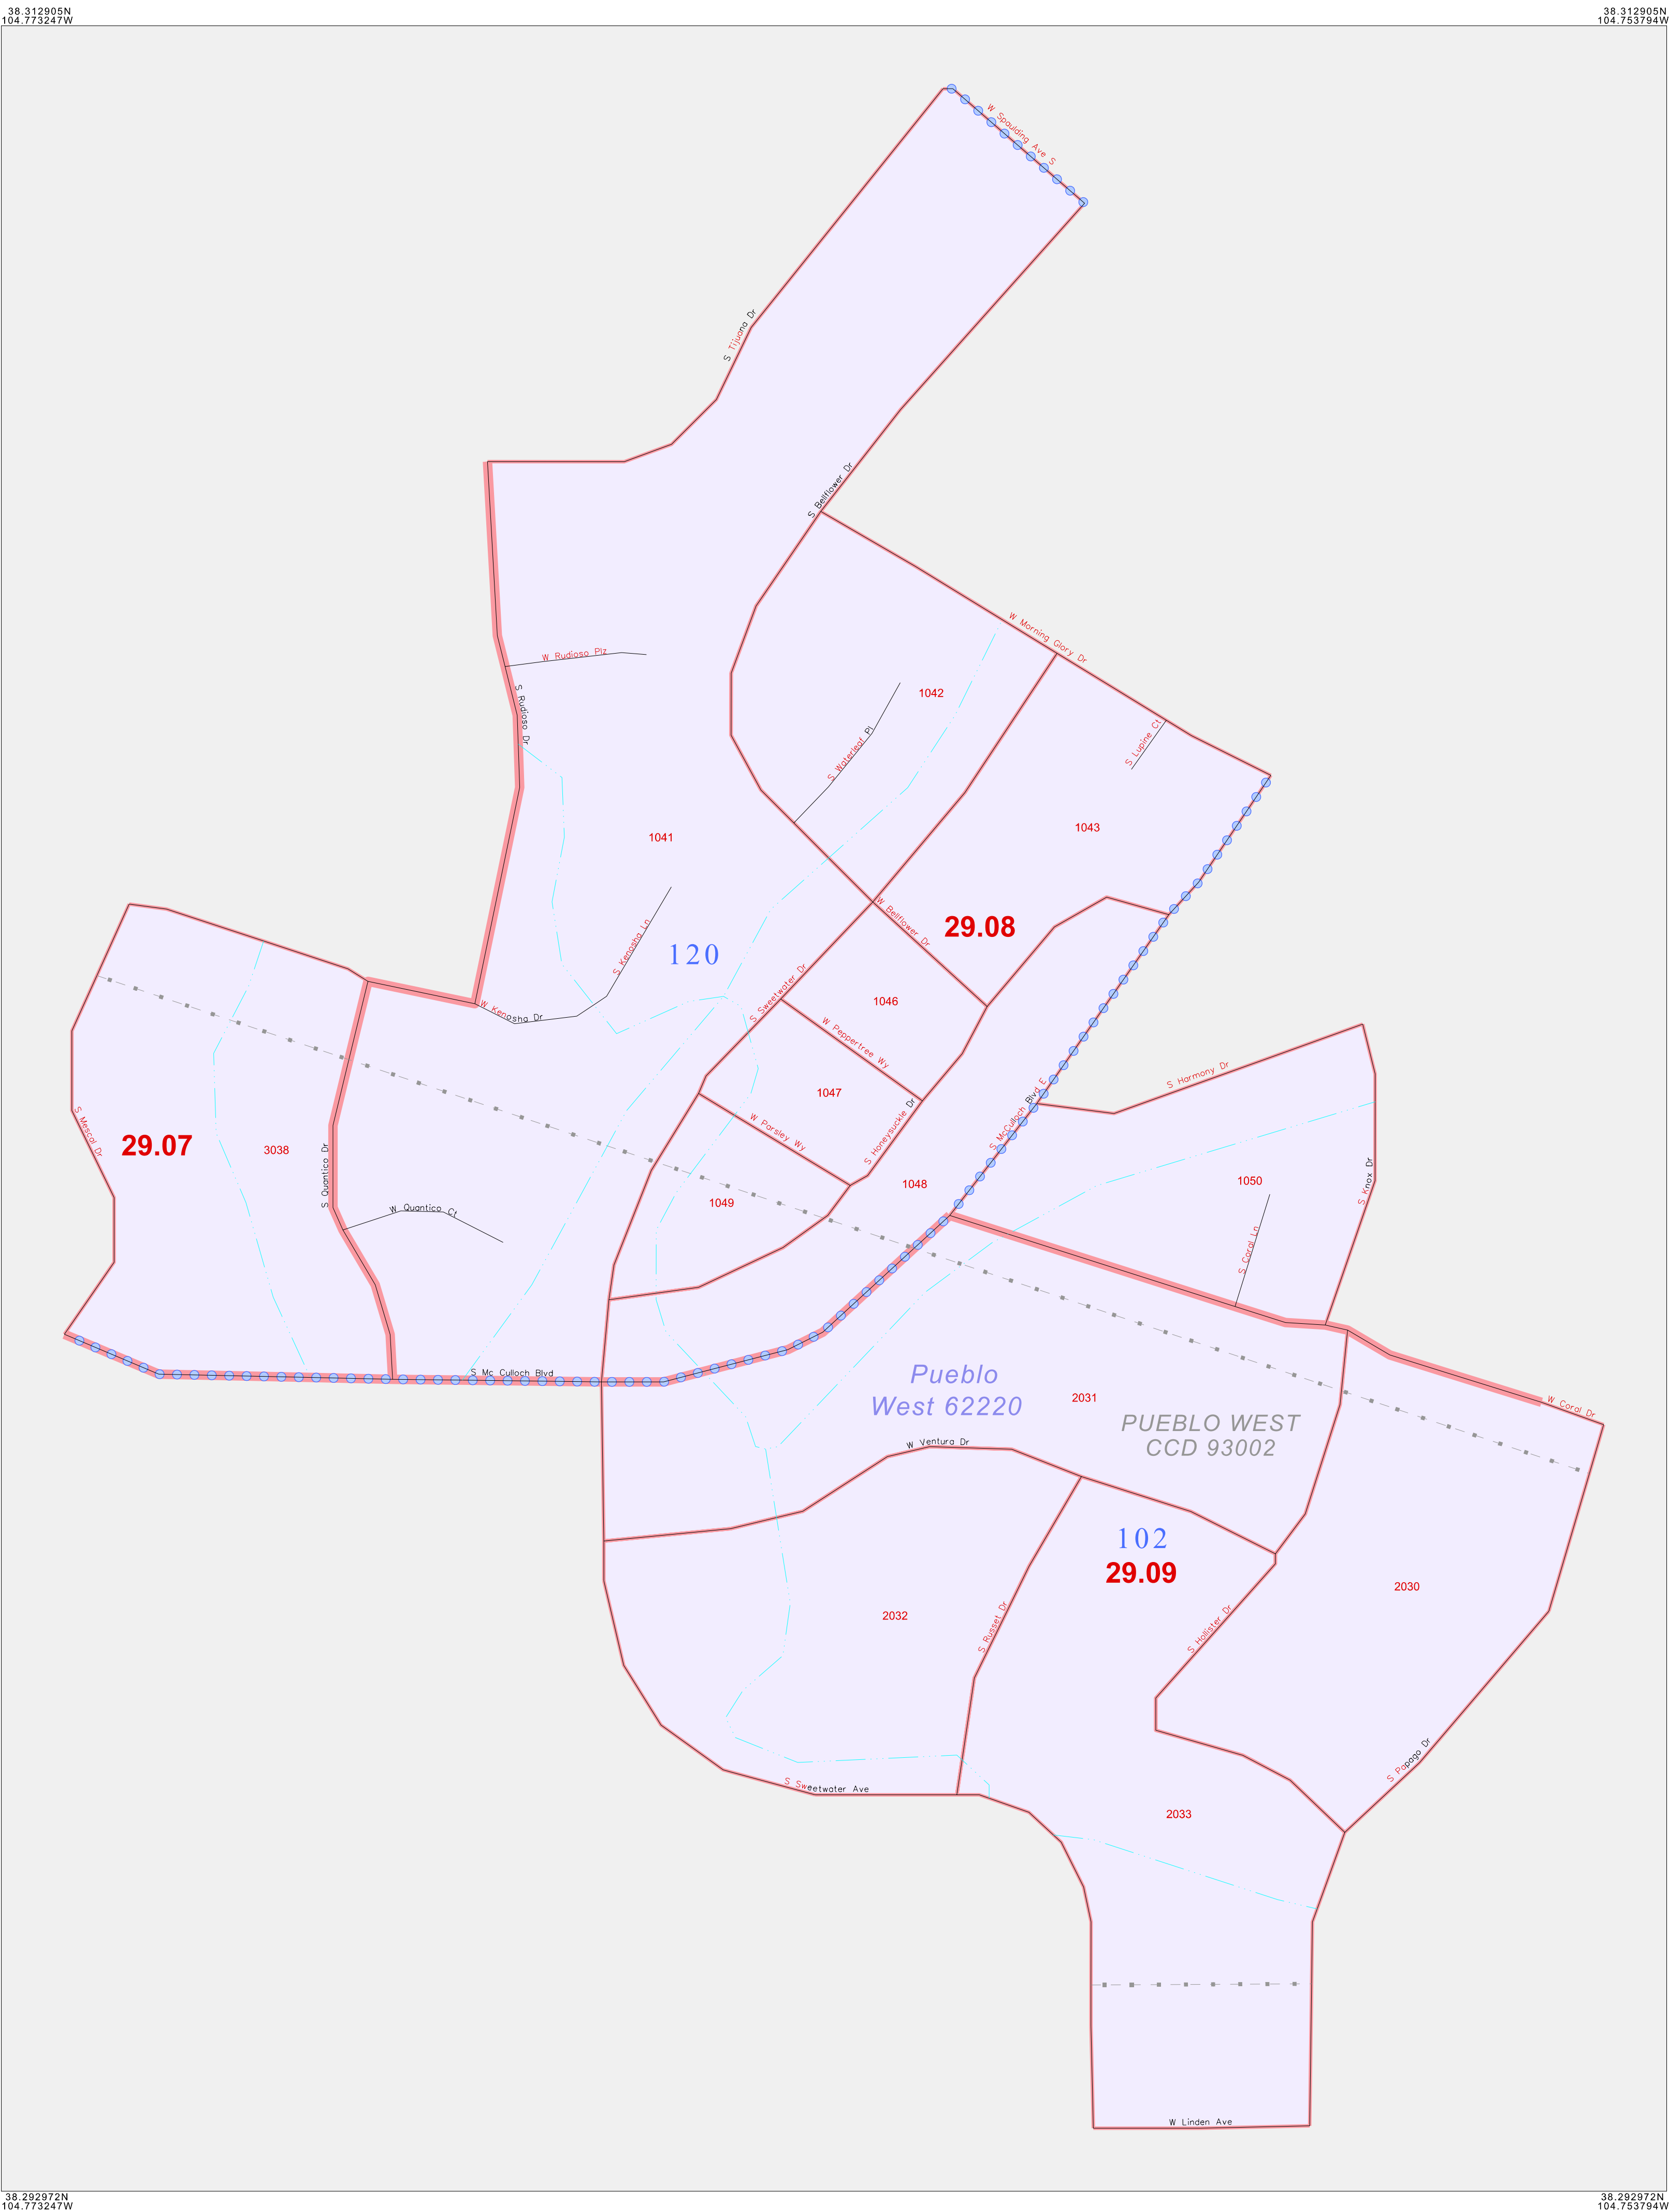 38.312905N
104.773247W
38.312905N
104.753794W
W Spaulding Ave S
S Tijuana Dr
S Bellflower Dr
W Morning Glory Dr
W Rudioso Plz
S Rudioso Dr
1042
S Waterleaf Pl
S Lupine Ct
1041
1043
W Bellflower Dr
29.08
S Kenosha Ln
120
S Sweetwater Dr
1046
W Kenosha Dr
W Peppertree Wy
S Harmony Dr
1047
S Mescal Dr
29.07
3038
W Parsley Wy
S Honeysuckle Dr
S McCulloch Blvd E
S Quantico Dr
W Quantico Ct
1049
1048
1050
S Knox Dr
S Coral Ln
S Mc Culloch Blvd
Pueblo
West 62220
2031
W Coral Dr
PUEBLO WEST
CCD 93002
W Ventura Dr
102
29.09
2030
2032
S Russet Dr
S Hollister Dr
S Papago Dr
S Sweetwater Ave
2033
W Linden Ave
38.292972N
104.773247W
38.292972N
104.753794W